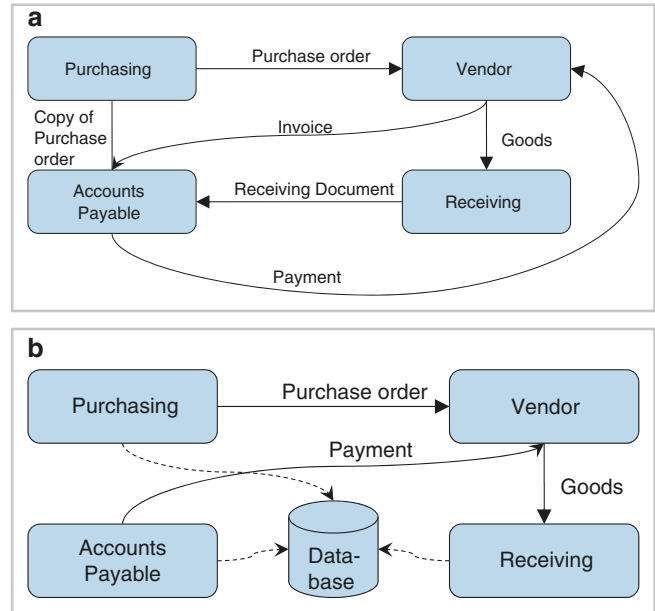 a
Purchasing
Purchase order
Vendor
Copy of
Purchase
order
Invoice
Goods
Accounts
Payable
Receiving Document
Receiving
Payment
b
Purchasing
Purchase order
Vendor
Payment
Goods
Accounts
Payable
Data-
base
Receiving